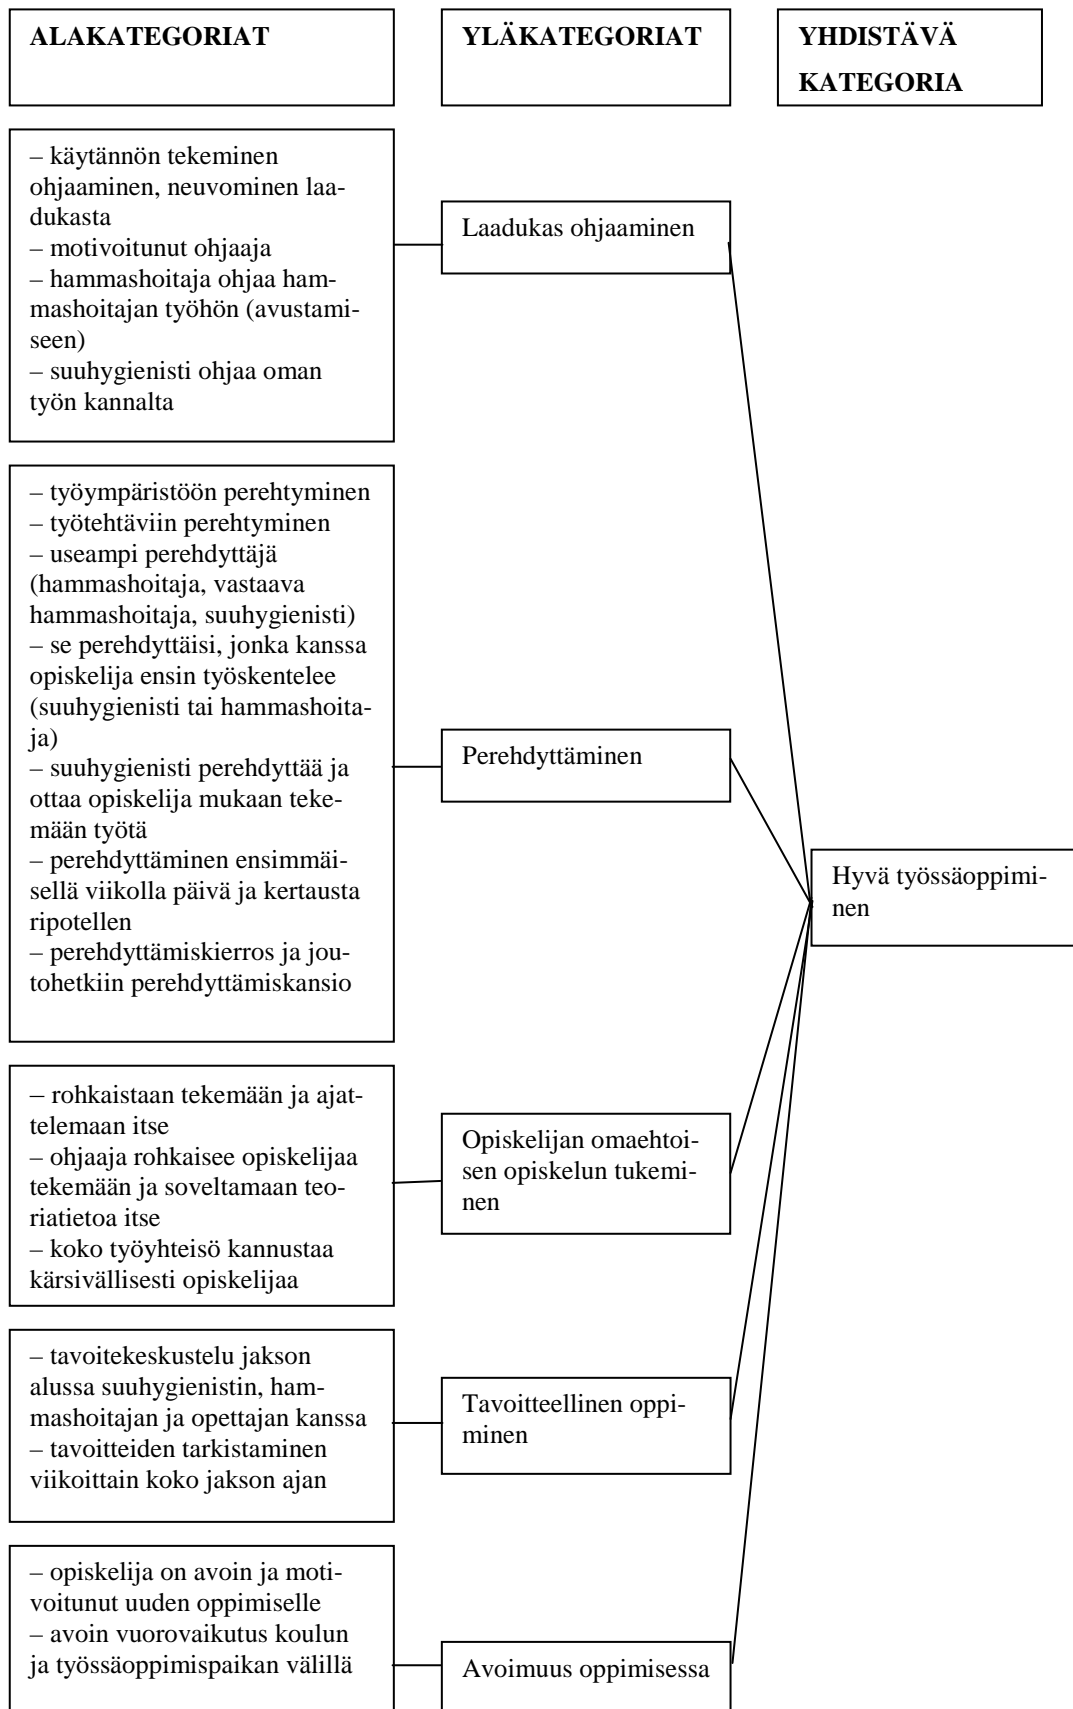 ALAKATEGORIAT
YLÄKATEGORIAT
YHDISTÄVÄ
KATEGORIA
– käytännön tekeminen
ohjaaminen, neuvominen laa-
dukasta
– motivoitunut ohjaaja
– hammashoitaja ohjaa ham-
mashoitajan työhön (avustami-
seen)
– suuhygienisti ohjaa oman
työn kannalta
Laadukas ohjaaminen
– työympäristöön perehtyminen
– työtehtäviin perehtyminen
– useampi perehdyttäjä
(hammashoitaja, vastaava
hammashoitaja, suuhygienisti)
– se perehdyttäisi, jonka kanssa
opiskelija ensin työskentelee
(suuhygienisti tai hammashoita-
ja)
– suuhygienisti perehdyttää ja
ottaa opiskelija mukaan teke-
mään työtä
– perehdyttäminen ensimmäi-
sellä viikolla päivä ja kertausta
ripotellen
– perehdyttämiskierros ja jou-
tohetkiin perehdyttämiskansio
Perehdyttäminen
Hyvä työssäoppimi-
nen
– rohkaistaan tekemään ja ajat-
telemaan itse
– ohjaaja rohkaisee opiskelijaa
tekemään ja soveltamaan teo-
riatietoa itse
– koko työyhteisö kannustaa
kärsivällisesti opiskelijaa
Opiskelijan omaehtoi-
sen opiskelun tukemi-
nen
– tavoitekeskustelu jakson
alussa suuhygienistin, ham-
mashoitajan ja opettajan kanssa
– tavoitteiden tarkistaminen
viikoittain koko jakson ajan
Tavoitteellinen oppi-
minen
– opiskelija on avoin ja moti-
voitunut uuden oppimiselle
– avoin vuorovaikutus koulun
ja työssäoppimispaikan välillä
Avoimuus oppimisessa